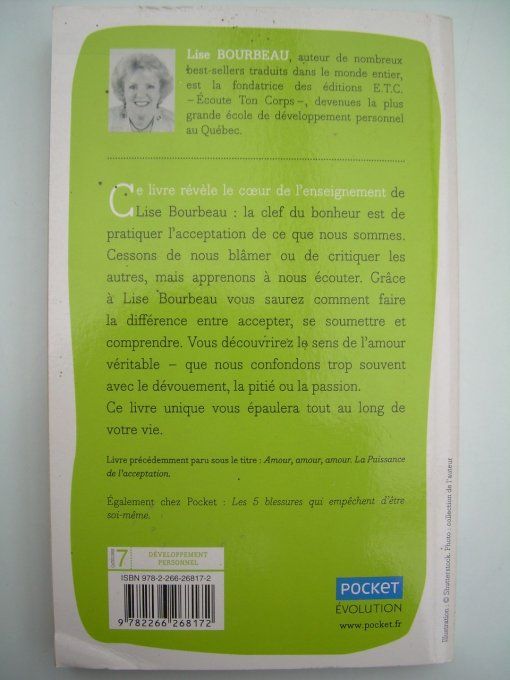 Lise BOURBEAU, auteur de nombreux
best-sellers traduits dans le monde entier,
est la fondatrice des éditions E.T.C.
– Écoute Ton Corps –, devenues la plus
grande école de développement personnel
au Québec.
Ce livre révèle le cœur de l'enseignement de
Lise Bourbeau : la clef du bonheur est de
pratiquer l'acceptation de ce que nous sommes.
Cessons de nous blâmer ou de critiquer les
autres, mais apprenons à nous écouter. Grâce
à Lise Bourbeau vous saurez comment faire
la différence entre accepter, se soumettre et
comprendre. Vous découvrirez le sens de l'amour
véritable – que nous confondons trop souvent
avec le dévouement, la pitié ou la passion.
Ce livre unique vous épaulera tout au long de
votre vie.
Livre précédemment paru sous le titre : Amour, amour, amour. La Puissance
de l'acceptation.
Également chez Pocket : Les 5 blessures qui empêchent d'être
soi-même.
7
DÉVELOPPEMENT
PERSONNEL
ISBN 978-2-266-26817-2
9 782266 268172
POCKET
ÉVOLUTION
www.pocket.fr
Illustration : © Shutterstock. Photo : collection de l'auteur